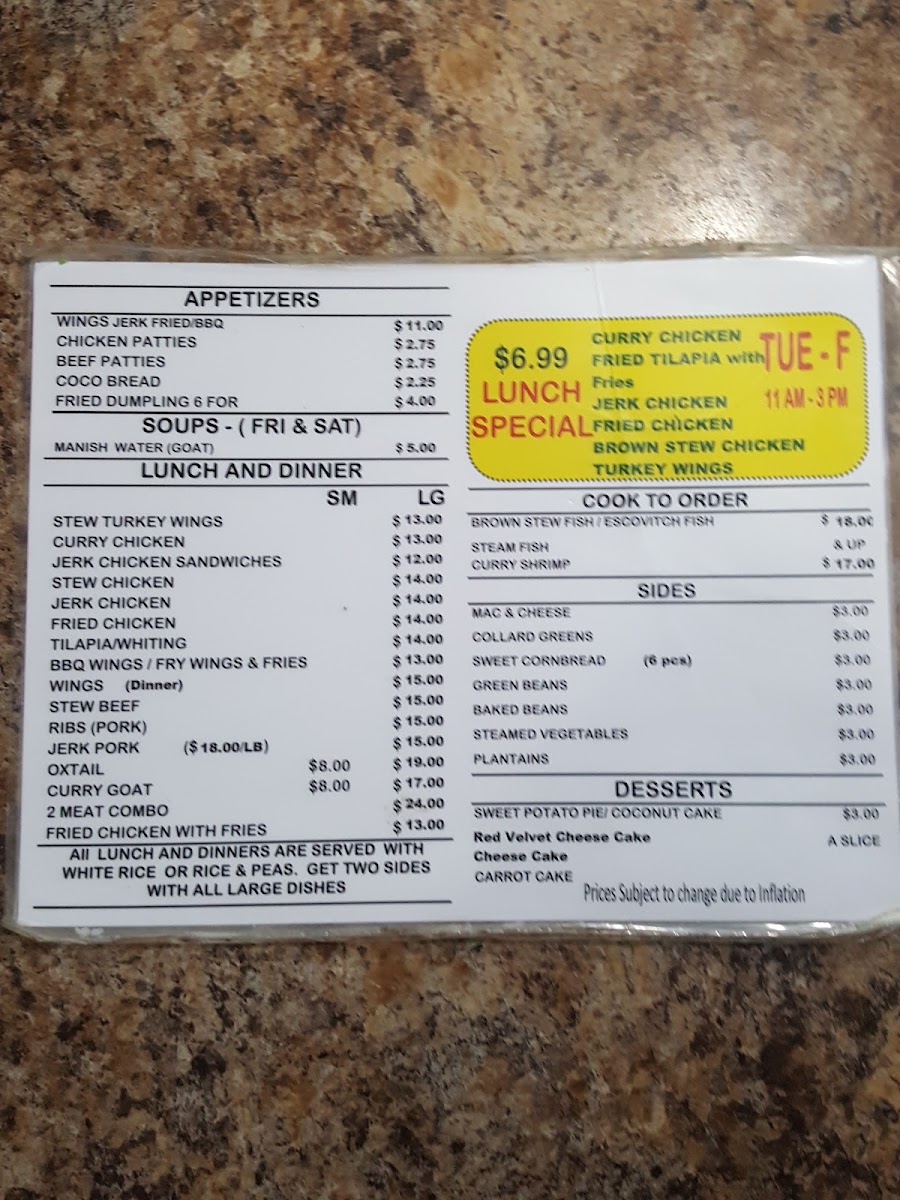 APPETIZERS
WINGS JERK FRIED/BBQ $11.00
CHICKEN PATTIES $2.75
BEEF PATTIES $2.75
COCO BREAD $2.25
FRIED DUMPLING 6 FOR $4.00
SOUPS - ( FRI & SAT)
MANISH WATER (GOAT) $5.00
LUNCH AND DINNER
SM LG
STEW TURKEY WINGS $13.00
CURRY CHICKEN $13.00
JERK CHICKEN SANDWICHES $12.00
STEW CHICKEN $14.00
JERK CHICKEN $14.00
FRIED CHICKEN $14.00
TILAPIA/WHITING $14.00
BBQ WINGS / FRY WINGS & FRIES $13.00
WINGS (Dinner) $15.00
STEW BEEF $15.00
RIBS (PORK) $15.00
JERK PORK ($18.00/LB) $15.00
OXTAIL $8.00 $19.00
CURRY GOAT $8.00 $17.00
2 MEAT COMBO $24.00
FRIED CHICKEN WITH FRIES $13.00
All LUNCH AND DINNERS ARE SERVED WITH
WHITE RICE OR RICE & PEAS. GET TWO SIDES
WITH ALL LARGE DISHES
$6.99
LUNCH
SPECIAL
CURRY CHICKEN
FRIED TILAPIA with
Fries
JERK CHICKEN
FRIED CHICKEN
BROWN STEW CHICKEN
TURKEY WINGS
TUE - F
11 AM - 3 PM
COOK TO ORDER
BROWN STEW FISH / ESCOVITCH FISH $ 18.00
STEAM FISH & UP
CURRY SHRIMP $ 17.00
SIDES
MAC & CHEESE $3.00
COLLARD GREENS $3.00
SWEET CORNBREAD (6 pcs) $3.00
GREEN BEANS $3.00
BAKED BEANS $3.00
STEAMED VEGETABLES $3.00
PLANTAINS $3.00
DESSERTS
SWEET POTATO PIE/ COCONUT CAKE $3.00
Red Velvet Cheese Cake A SLICE
Cheese Cake
CARROT CAKE
Prices Subject to change due to Inflation